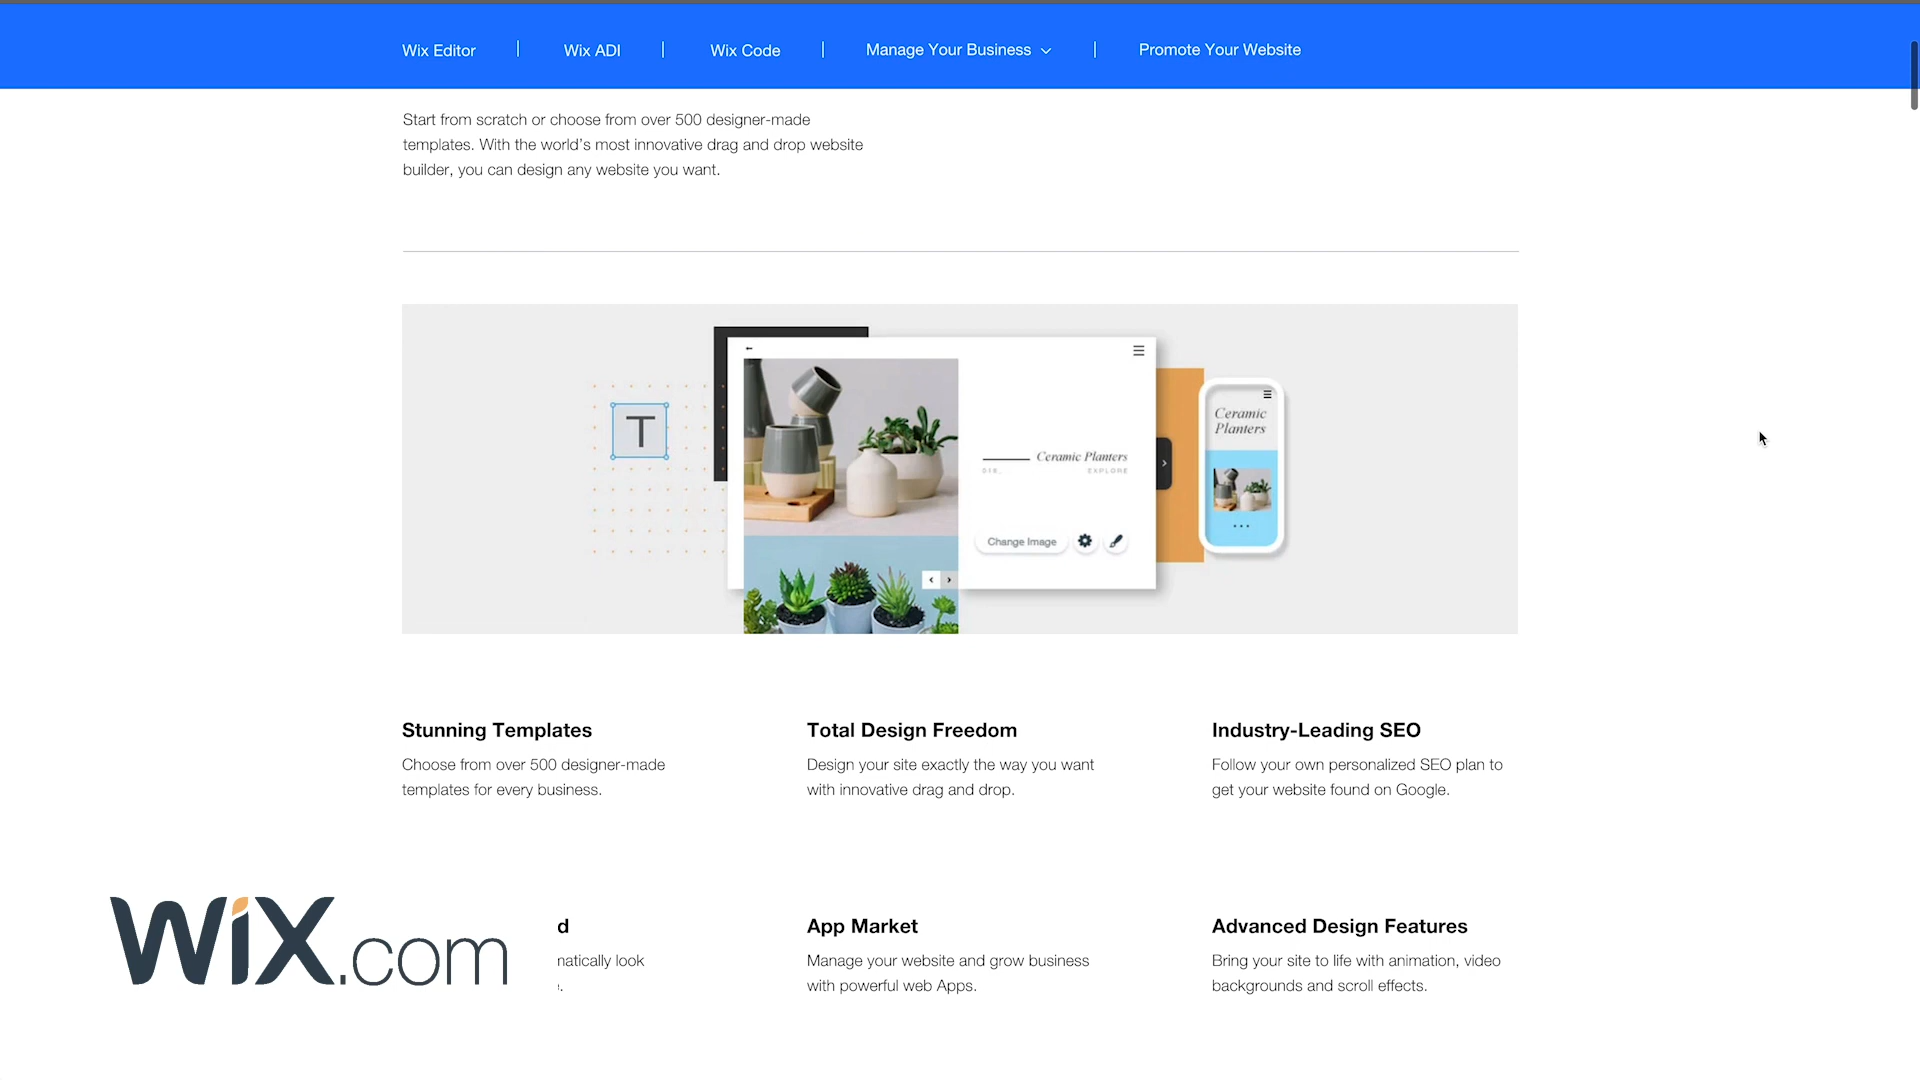 Wix Editor
Wix ADI
Wix Code
Manage Your Business
Promote Your Website
Start from scratch or choose from over 500 designer-made
templates. With the world's most innovative drag and drop website
builder, you can design any website you want.
T
Ceramic Planters
EXPLORE
Change Image
Ceramic
Planters
Stunning Templates
Choose from over 500 designer-made
templates for every business.
Total Design Freedom
Design your site exactly the way you want
with innovative drag and drop.
Industry-Leading SEO
Follow your own personalized SEO plan to
get your website found on Google.
WiX.com
d
matically look
App Market
Manage your website and grow business
with powerful web Apps.
Advanced Design Features
Bring your site to life with animation, video
backgrounds and scroll effects.